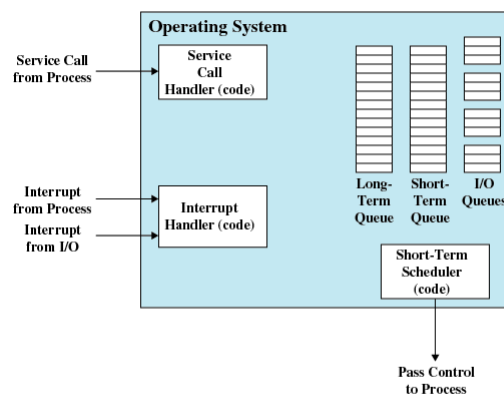 Operating System
Service Call
from Process
Service
Call
Handler (code)
Interrupt
from Process
Interrupt
from I/O
Interrupt
Handler (code)
Long-
Term
Queue
Short-
Term
Queue
I/O
Queues
Short-Term
Scheduler
(code)
Pass Control
to Process